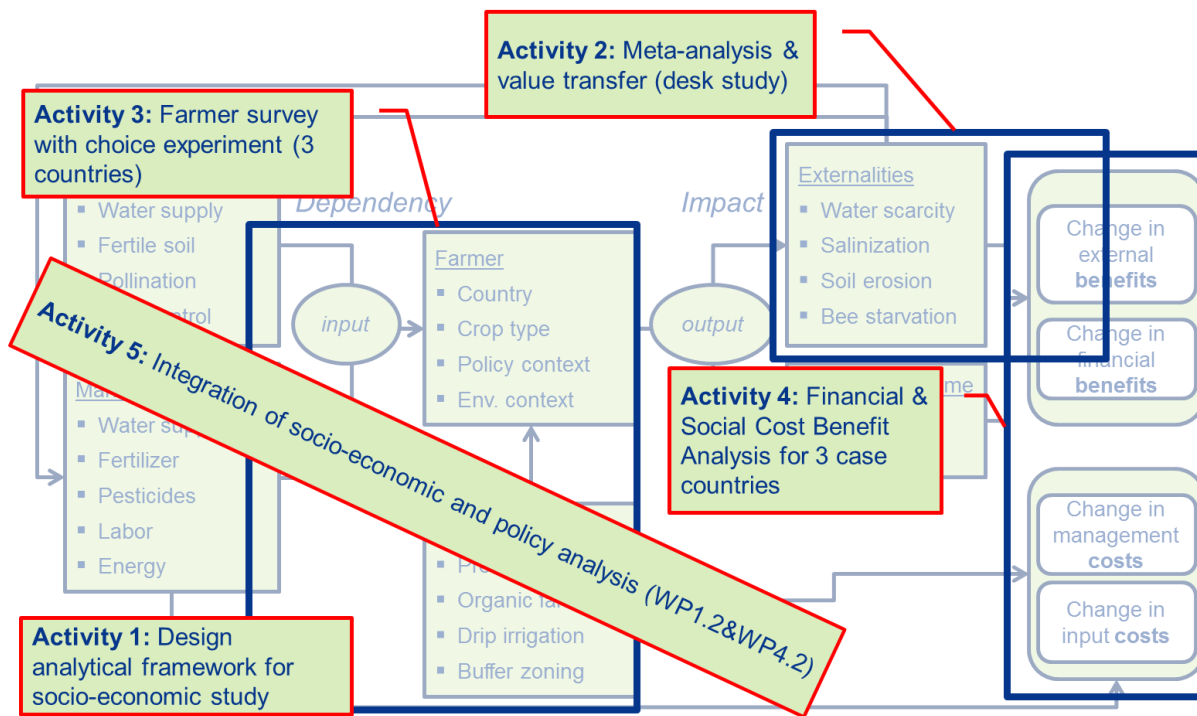 Activity 2: Meta-analysis &
value transfer (desk study)
Activity 3: Farmer survey
with choice experiment (3
countries)
▪ Water supply
▪ Fertile soil
▪ Pollination
Dependency
Impact
input
output
Farmer
▪ Country
▪ Crop type
▪ Policy context
▪ Env. context
Externalities
▪ Water scarcity
▪ Salinization
▪ Soil erosion
▪ Bee starvation
Change in
external
benefits
Change in
financial
benefits
Activity 4: Financial &
Social Cost Benefit
Analysis for 3 case
countries
Activity 5: Integration of socio-economic and policy analysis (WP1.2&WP4.2)
▪ Water
▪ Fertilizer
▪ Pesticides
▪ Labor
▪ Energy
▪ Organic
▪ Drip irrigation
▪ Buffer zoning
Change in
management
costs
Change in
input costs
Activity 1: Design
analytical framework for
socio-economic study